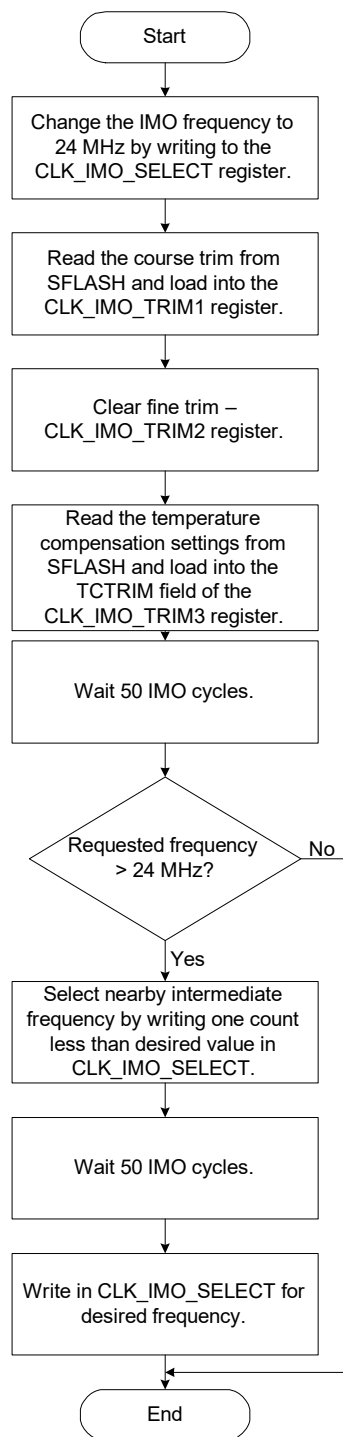 Start
Change the IMO frequency to
24 MHz by writing to the
CLK_IMO_SELECT register.
Read the course trim from
SFLASH and load into the
CLK_IMO_TRIM1 register.
Clear fine trim –
CLK_IMO_TRIM2 register.
Read the temperature
compensation settings from
SFLASH and load into the
TCTRIM field of the
CLK_IMO_TRIM3 register.
Wait 50 IMO cycles.
Requested frequency
> 24 MHz?
No
Yes
Select nearby intermediate
frequency by writing one count
less than desired value in
CLK_IMO_SELECT.
Wait 50 IMO cycles.
Write in CLK_IMO_SELECT for
desired frequency.
End